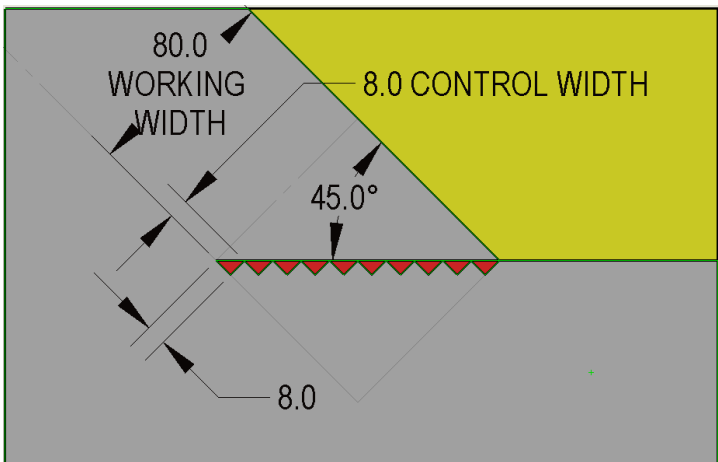 80.0
WORKING
WIDTH
8.0 CONTROL WIDTH
45.0°
8.0